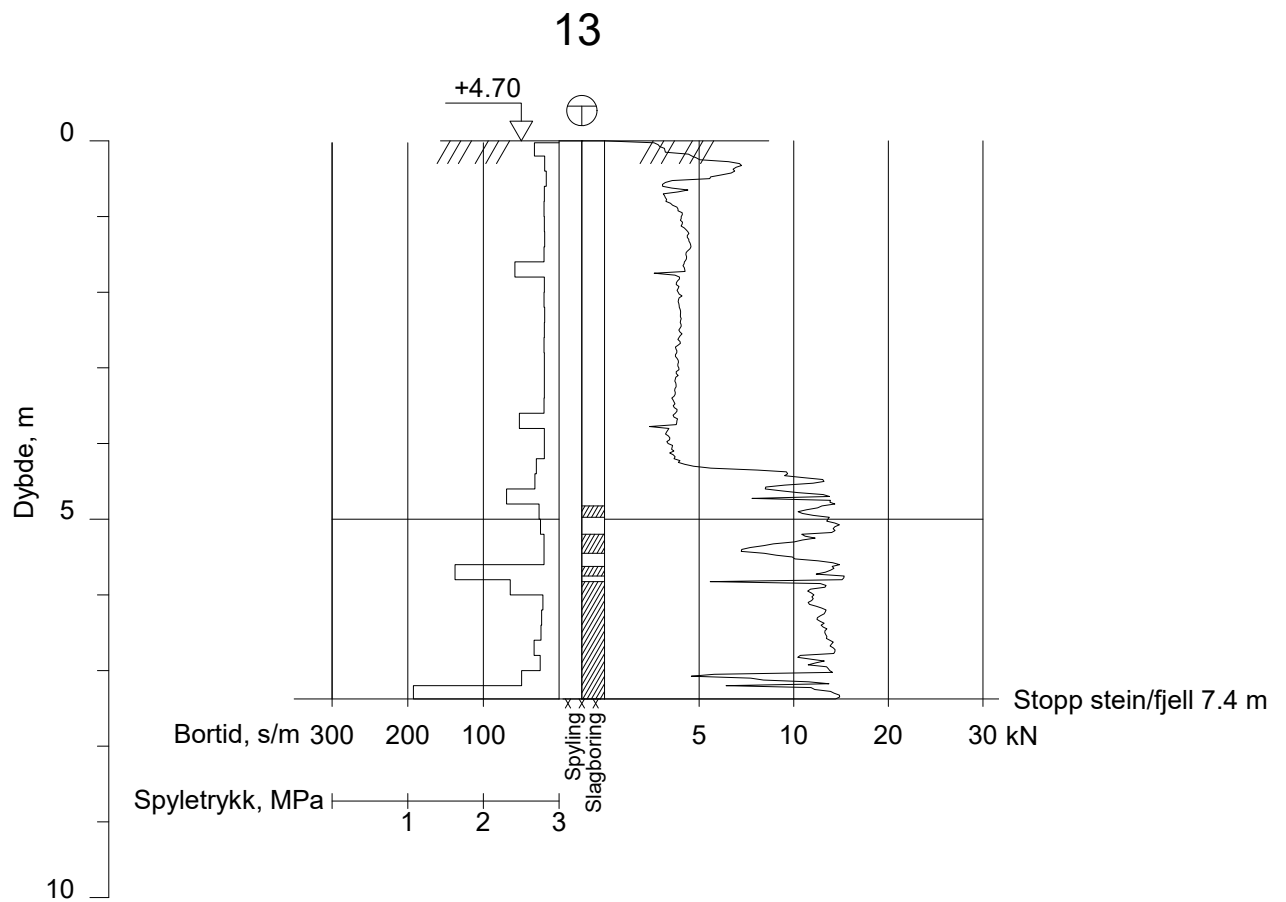 13
+4.70
0
Dybde, m
5
10
Stopp stein/fjell 7.4 m
Bortid, s/m 300 200 100
5 10 20 30 kN
Spyling
Slagboring
Spyletrykk, MPa
1 2 3